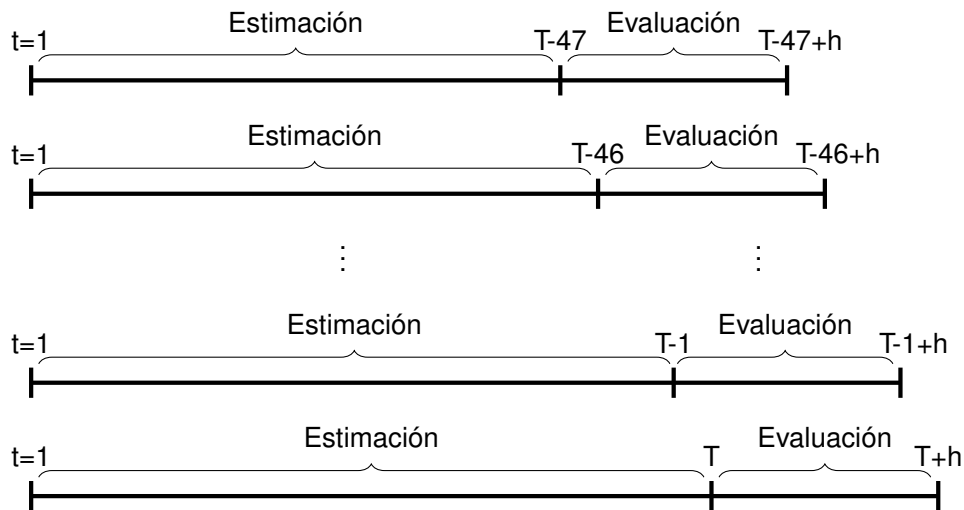 Estimación Evaluación
t=1 T-47 T-47+h
Estimación Evaluación
t=1 T-46 T-46+h
⋮ ⋮
Estimación Evaluación
t=1 T-1 T-1+h
Estimación Evaluación
t=1 T T+h